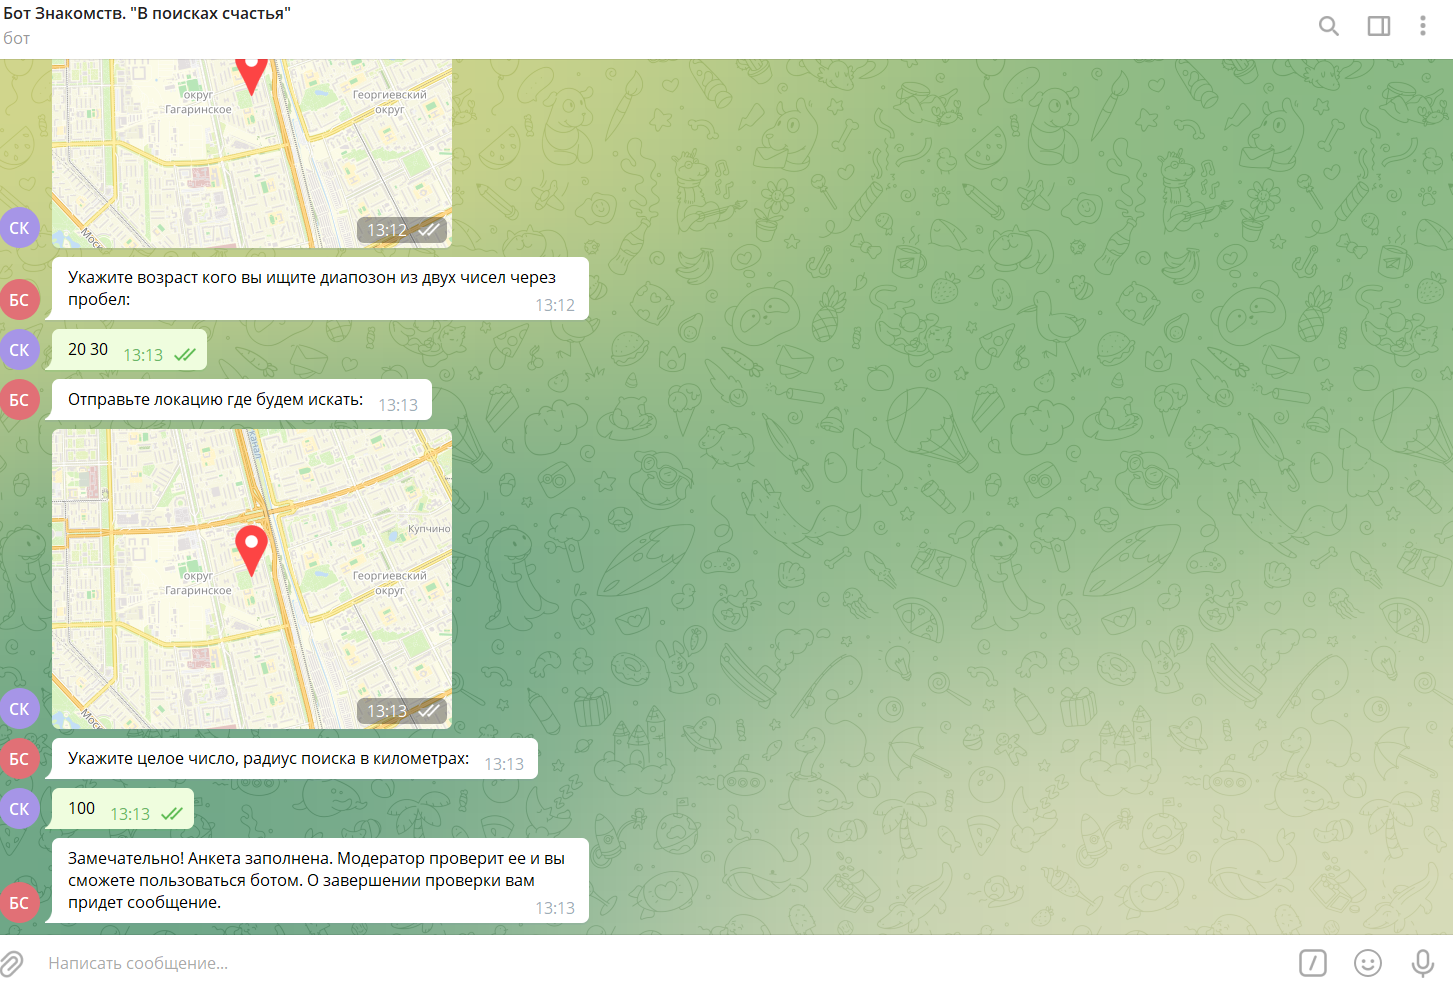 Бот Знакомств. "В поисках счастья"
бот
округ
Гагаринское
Георгиевский
округ
Моск
13:12
СК
Укажите возраст кого вы ищите диапозон из двух чисел через
пробел:
13:12
БС
СК
20 30 13:13
БС
Отправьте локацию где будем искать: 13:13
канал
Купчино
округ
Гагаринское
Георгиевский
округ
Моск
13:13
СК
БС
Укажите целое число, радиус поиска в километрах: 13:13
СК
100 13:13
Замечательно! Анкета заполнена. Модератор проверит ее и вы
сможете пользоваться ботом. О завершении проверки вам
придет сообщение.
13:13
БС
Написать сообщение...